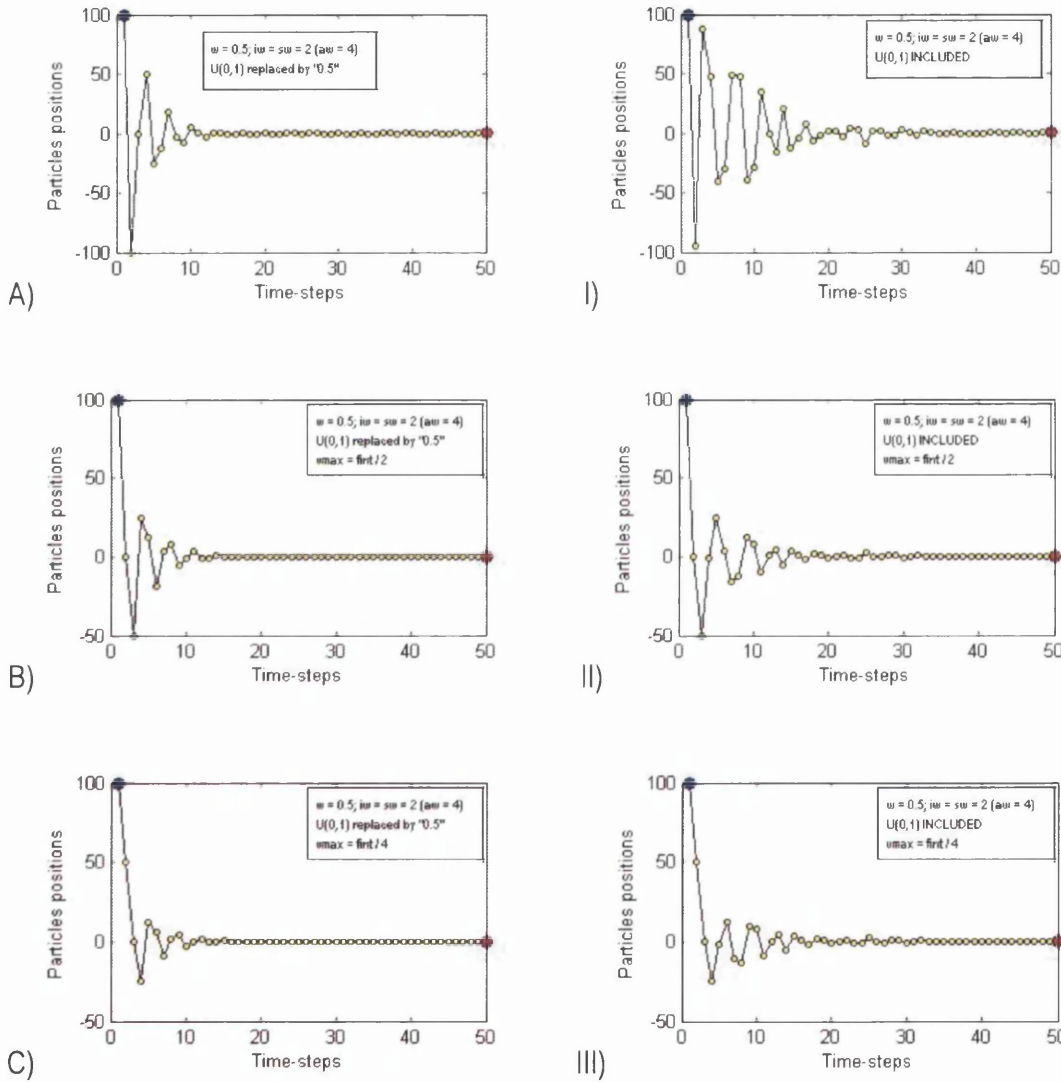 100
50
0
-50
-100
0 10 20 30 40 50
Particles positions
Time-steps
w = 0.5; iw = sw = 2 (aw = 4)
U(0,1) replaced by "0.5"
A)
100
50
0
-50
-100
0 10 20 30 40 50
Particles positions
Time-steps
w = 0.5; iw = sw = 2 (aw = 4)
U(0,1) INCLUDED
I)
100
50
0
-50
0 10 20 30 40 50
Particles positions
Time-steps
w = 0.5; iw = sw = 2 (aw = 4)
U(0,1) replaced by "0.5"
vmax = fint / 2
B)
100
50
0
-50
0 10 20 30 40 50
Particles positions
Time-steps
w = 0.5; iw = sw = 2 (aw = 4)
U(0,1) INCLUDED
vmax = fint / 2
II)
100
50
0
-50
0 10 20 30 40 50
Particles positions
Time-steps
w = 0.5; iw = sw = 2 (aw = 4)
U(0,1) replaced by "0.5"
vmax = fint / 4
C)
100
50
0
-50
0 10 20 30 40 50
Particles positions
Time-steps
w = 0.5; iw = sw = 2 (aw = 4)
U(0,1) INCLUDED
vmax = fint / 4
III)